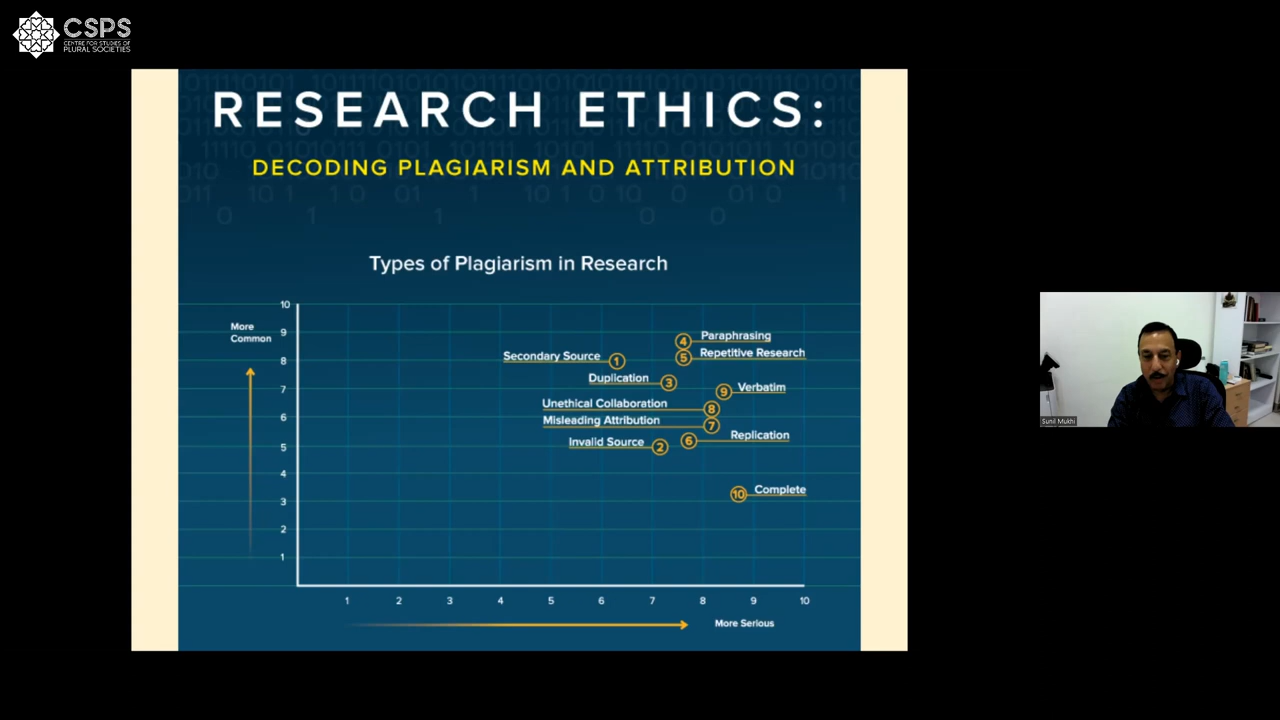 CSPS
CENTRE FOR STUDIES OF
PLURAL SOCIETIES
RESEARCH ETHICS:
DECODING PLAGIARISM AND ATTRIBUTION
Types of Plagiarism in Research
More
Common
10
9
8
7
6
5
4
3
2
1
4 Paraphrasing
Secondary Source 1
5 Repetitive Research
Duplication 3
9 Verbatim
Unethical Collaboration 8
Misleading Attribution 7
6 Replication
Invalid Source 2
10 Complete
1 2 3 4 5 6 7 8 9 10
More Serious
Sunil Mukhi